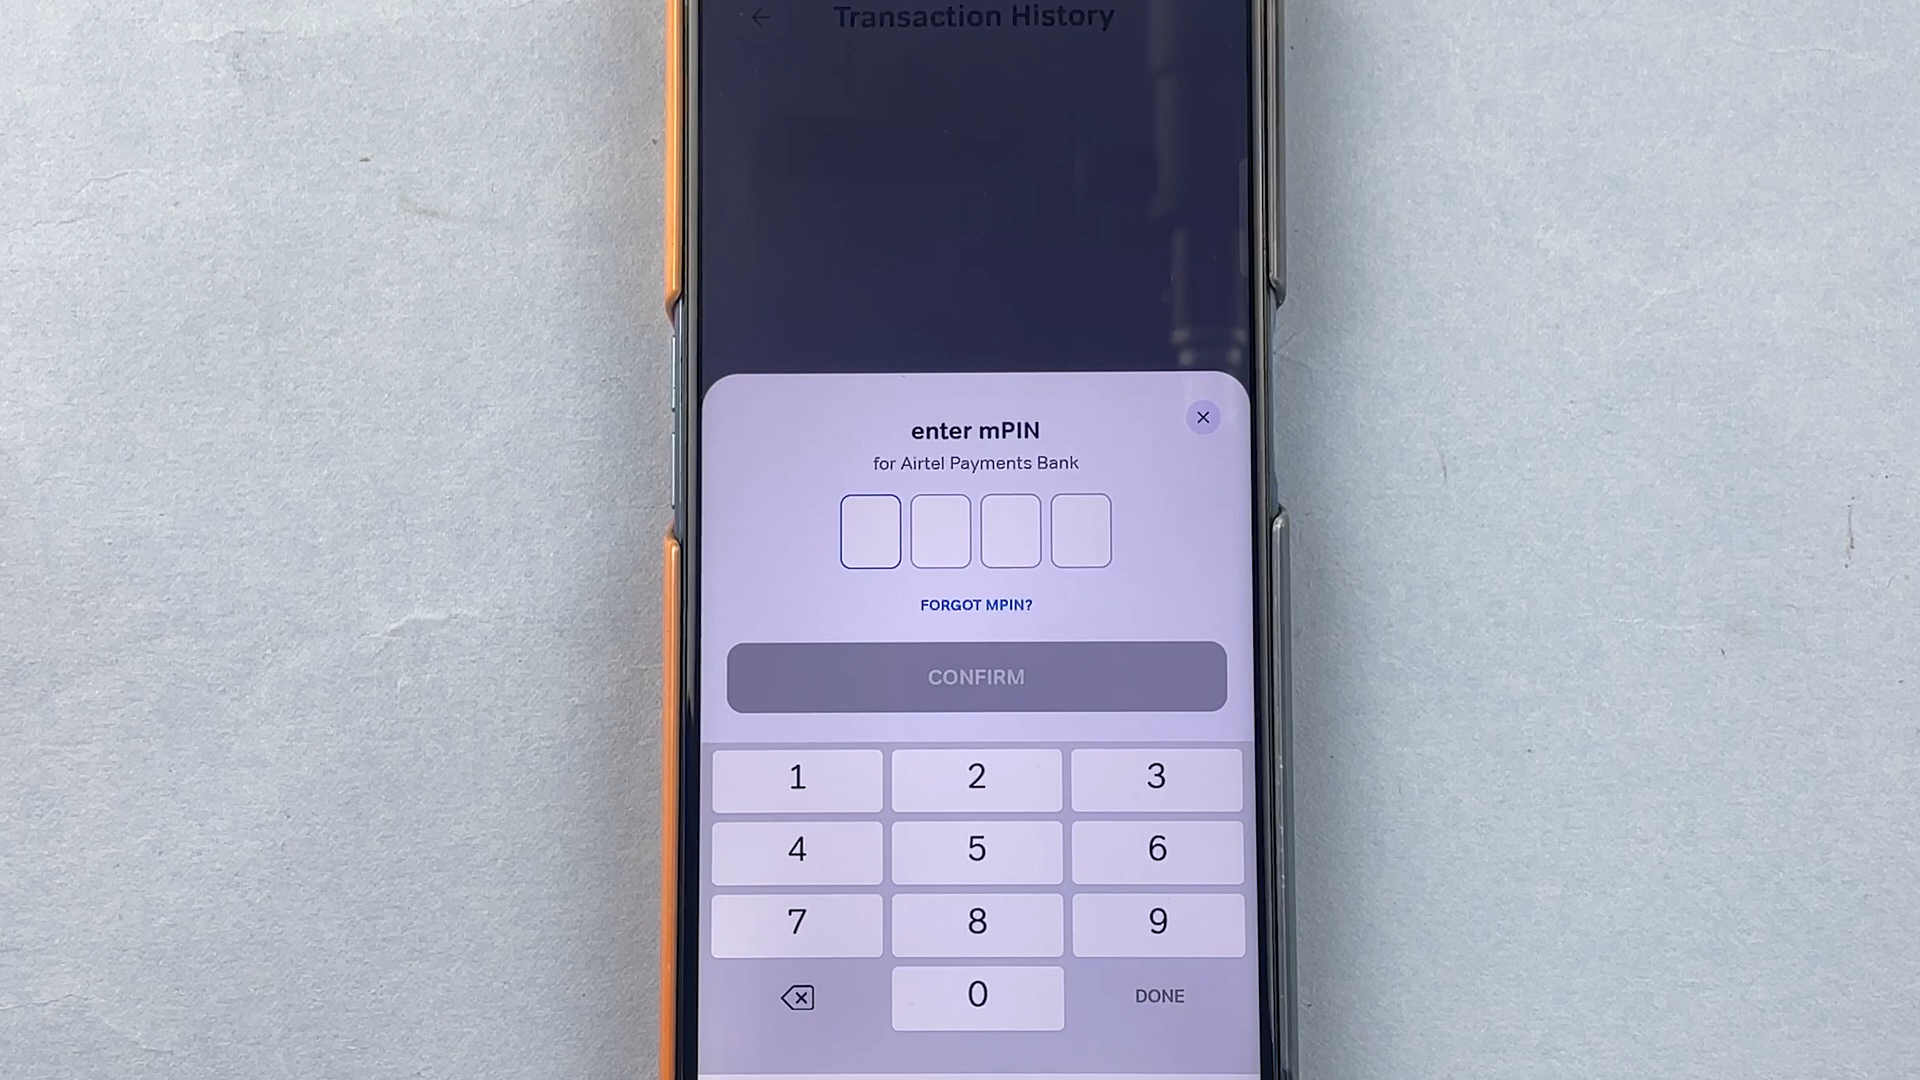 Transaction History
enter mPIN
for Airtel Payments Bank
FORGOT MPIN?
CONFIRM
1 2 3
4 5 6
7 8 9
0 DONE